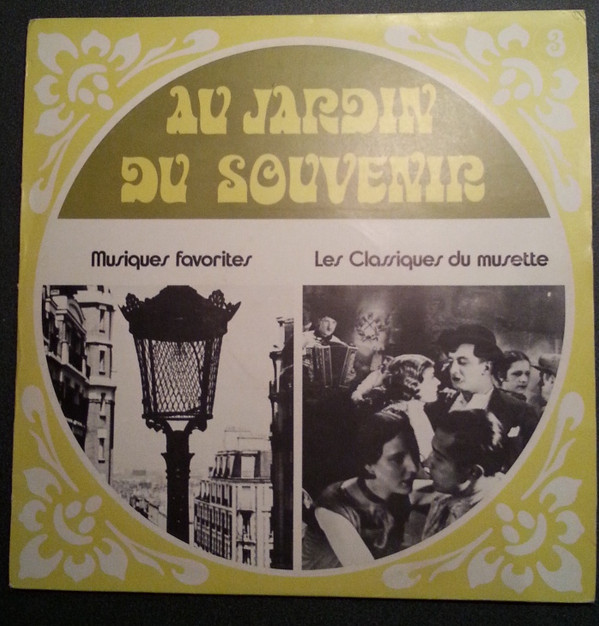 3
AU JARDIN
DU SOUVENIR
Musiques favorites
Les Classiques du musette